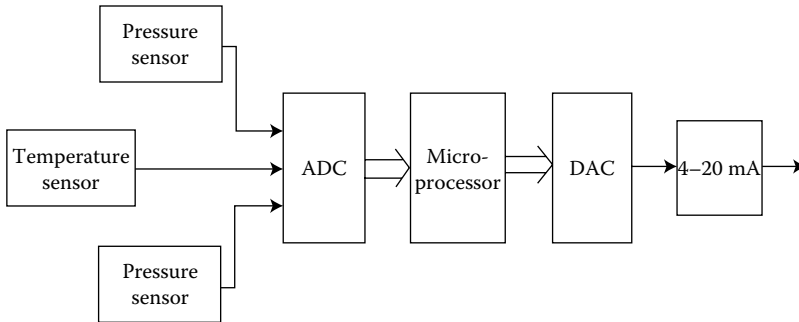 Pressure
sensor
Temperature
sensor
Pressure
sensor
ADC
Micro-
processor
DAC
4–20 mA